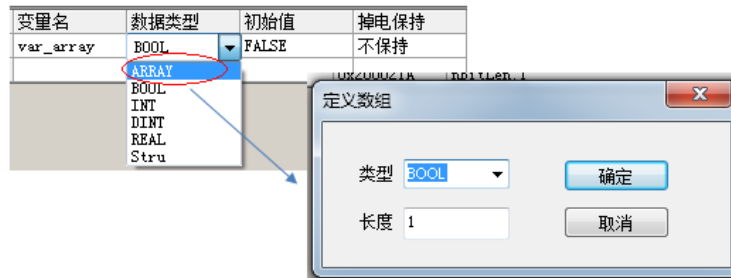 变量名 数据类型 初始值 掉电保持
var_array BOOL FALSE 不保持
ARRAY
BOOL
INT
DINT
REAL
Stru
定义数组
类型 BOOL 确定
长度 1 取消